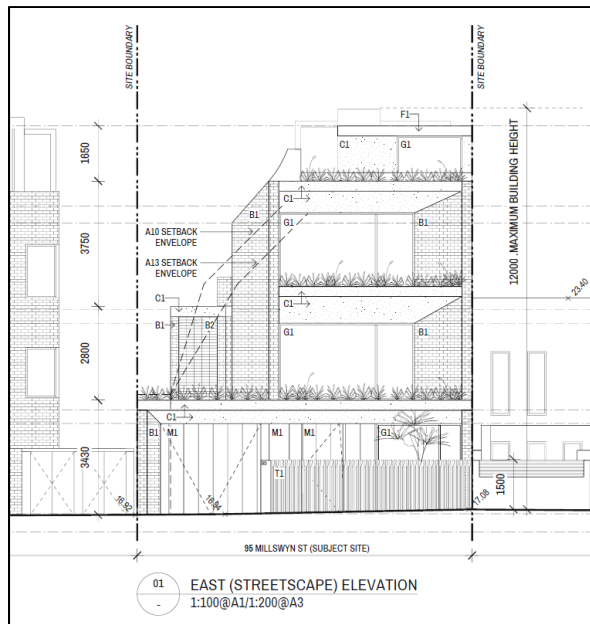 SITE BOUNDARY
SITE BOUNDARY
F1
C1
G1
1650
C1
12000. MAXIMUM BUILDING HEIGHT
B1
G1
B1
A10 SETBACK
ENVELOPE
3750
A13 SETBACK
ENVELOPE
C1
C1
23.40
B1
B2
G1
B1
2800
C1
B1
M1
M1
M1
G1
3430
T1
1500
16.92
16.94
17.08
95 MILLSWYN ST (SUBJECT SITE)
01
EAST (STREETSCAPE) ELEVATION
-
1:100@A1/1:200@A3